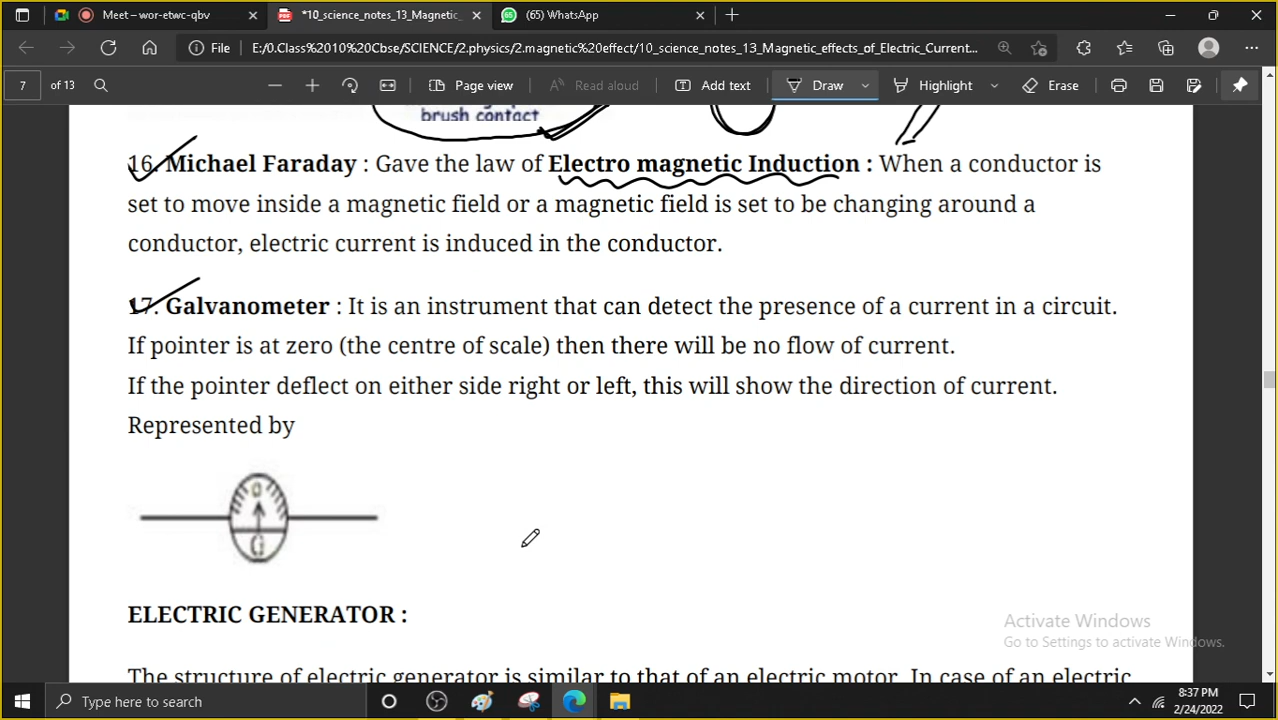 Meet – wor-etwc-qbv
*10_science_notes_13_Magnetic_
(65) WhatsApp
File
E:/0.Class%2010%20Cbse/SCIENCE/2.physics/2.magnetic%20effect/10_science_notes_13_Magnetic_effects_of_Electric_Current...
7 of 13
Page view
Read aloud
Add text
Draw
Highlight
Erase
brush contact
16. Michael Faraday : Gave the law of Electro magnetic Induction : When a conductor is
set to move inside a magnetic field or a magnetic field is set to be changing around a
conductor, electric current is induced in the conductor.
17. Galvanometer : It is an instrument that can detect the presence of a current in a circuit.
If pointer is at zero (the centre of scale) then there will be no flow of current.
If the pointer deflect on either side right or left, this will show the direction of current.
Represented by
0
G
ELECTRIC GENERATOR :
The structure of electric generator is similar to that of an electric motor. In case of an electric
Activate Windows
Go to Settings to activate Windows.
Type here to search
65
8:37 PM
2/24/2022